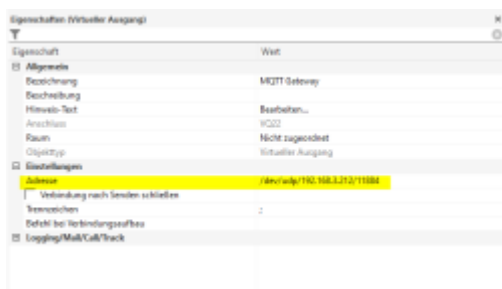 Eigenschaften (Virtueller Ausgang)
Eigenschaft Wert
Allgemein
Bezeichnung MQTT Gateway
Beschreibung
Hinweis-Text Bearbeiten...
Anschluss VQ22
Raum Nicht zugeordnet
Objekttyp Virtueller Ausgang
Einstellungen
Adresse /dev/udp/192.168.3.212/11884
Verbindung nach Senden schließen
Trennzeichen ;
Befehl bei Verbindungsaufbau
Logging/Mail/Call/Track